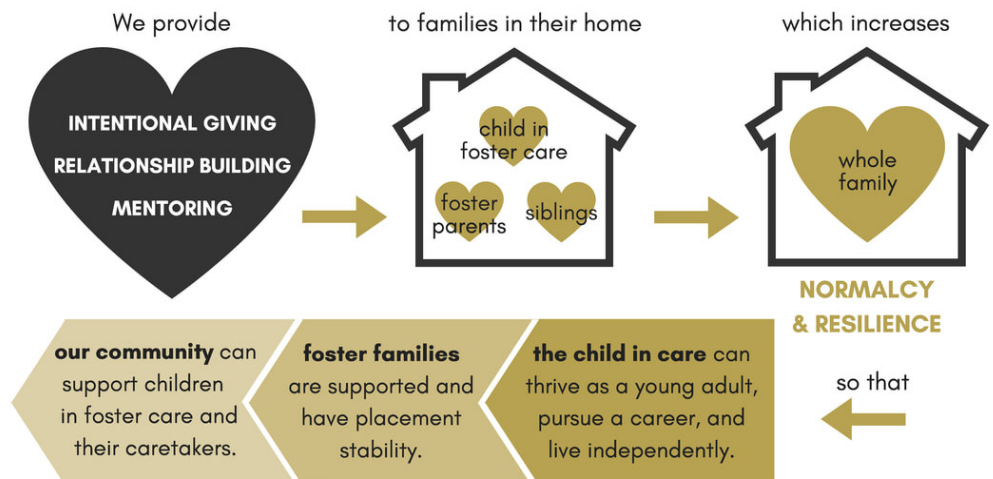 We provide
INTENTIONAL GIVING
RELATIONSHIP BUILDING
MENTORING
to families in their home
child in
foster care
foster
parents
siblings
which increases
whole
family
NORMALCY
& RESILIENCE
so that
the child in care can
thrive as a young adult,
pursue a career, and
live independently.
foster families
are supported and
have placement
stability.
our community can
support children
in foster care and
their caretakers.